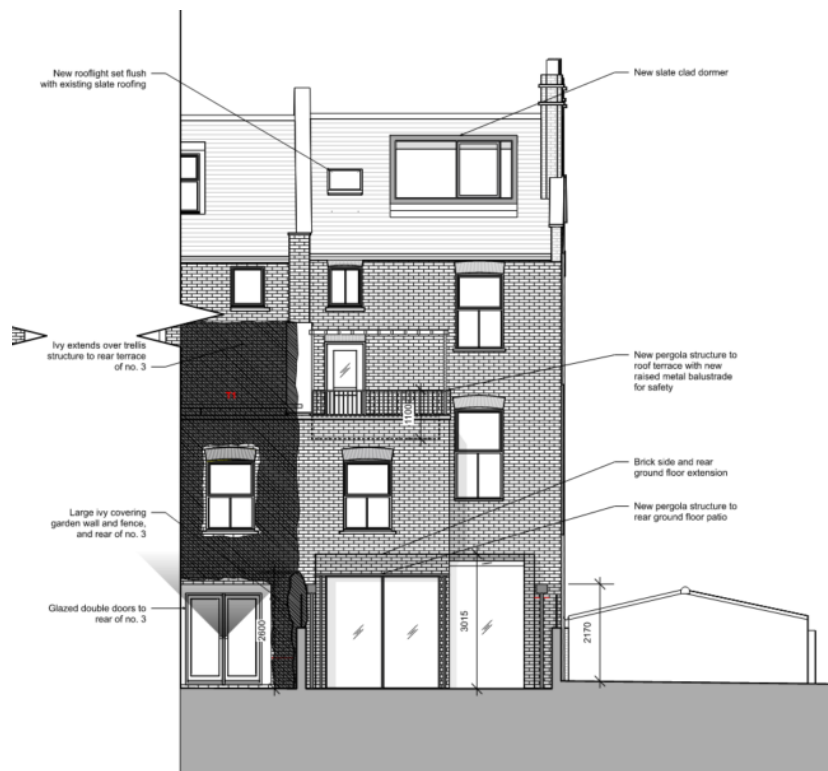 New rooflight set flush
with existing slate roofing
New slate clad dormer
Ivy extends over trellis
structure to rear terrace
of no. 3
New pergola structure to
roof terrace with new
raised metal balustrade
for safety
1100
Brick side and rear
ground floor extension
Large ivy covering
garden wall and fence,
and rear of no. 3
New pergola structure to
rear ground floor patio
Glazed double doors to
rear of no. 3
2600
3015
2170